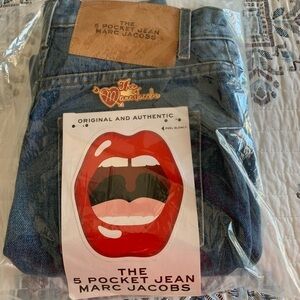 THE
5 POCKET JEAN
MARC JACOBS
The
Marc Jacobs
ORIGINAL AND AUTHENTIC
THE
5 POCKET JEAN
MARC JACOBS